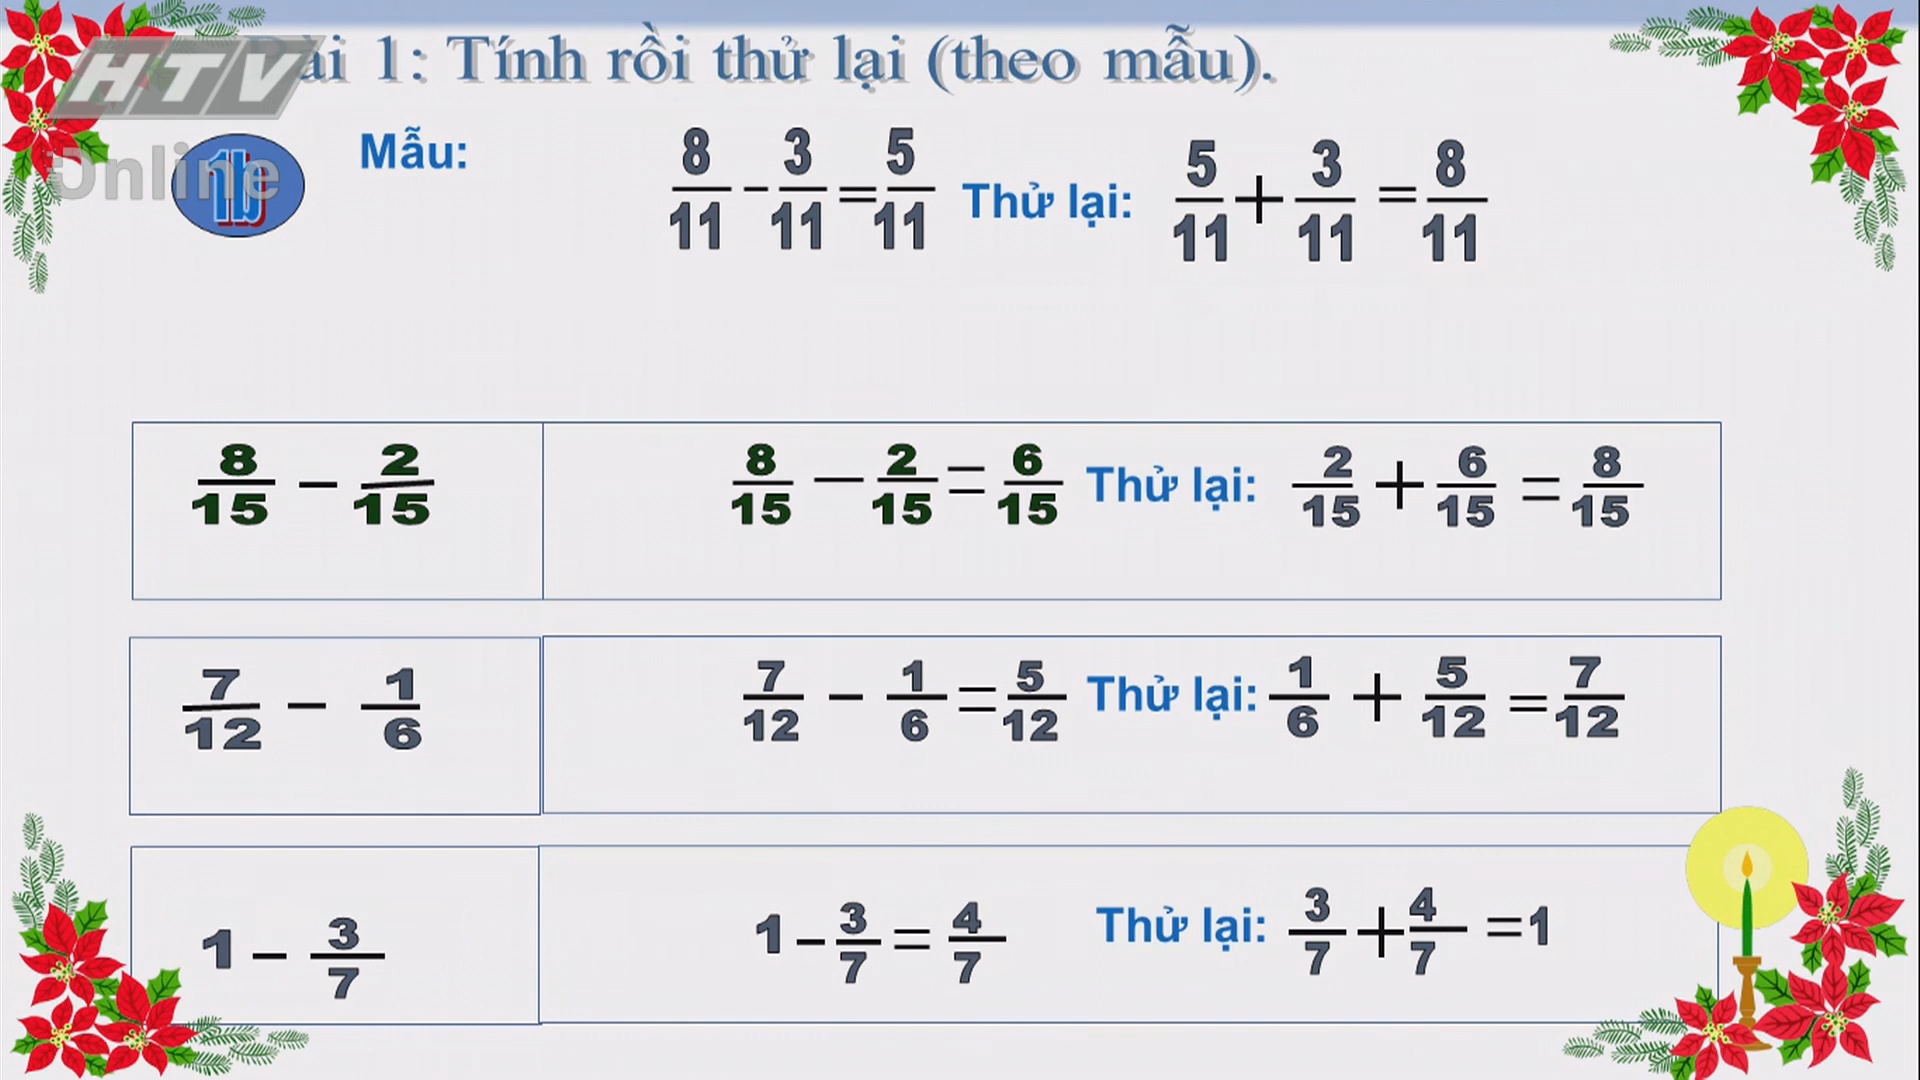 HTV
Online
Bài 1: Tính rồi thử lại (theo mẫu).
1b
Mẫu: 8/11 - 3/11 = 5/11 Thử lại: 5/11 + 3/11 = 8/11
8/15 - 2/15
8/15 - 2/15 = 6/15 Thử lại: 2/15 + 6/15 = 8/15
7/12 - 1/6
7/12 - 1/6 = 5/12 Thử lại: 1/6 + 5/12 = 7/12
1 - 3/7
1 - 3/7 = 4/7 Thử lại: 3/7 + 4/7 = 1